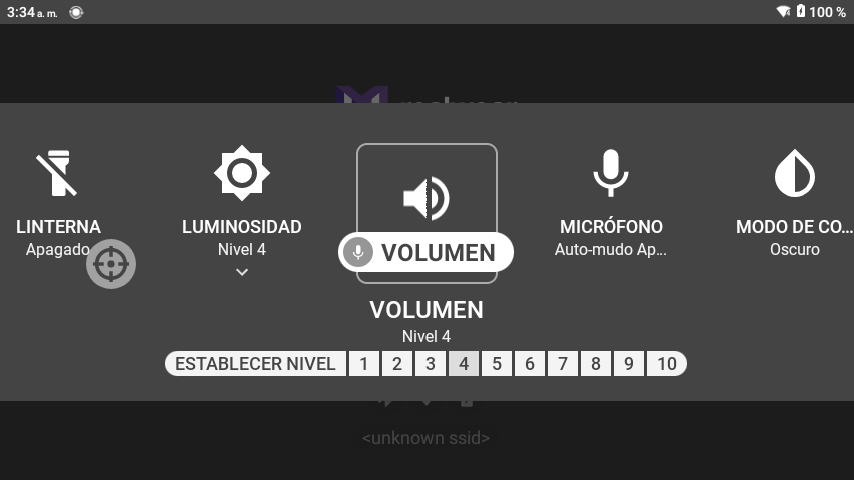 3:34 a. m.
100 %
LINTERNA
Apagado
LUMINOSIDAD
Nivel 4
VOLUMEN
MICRÓFONO
Auto-mudo Ap...
MODO DE CO...
Oscuro
VOLUMEN
Nivel 4
ESTABLECER NIVEL 1 2 3 4 5 6 7 8 9 10
<unknown ssid>